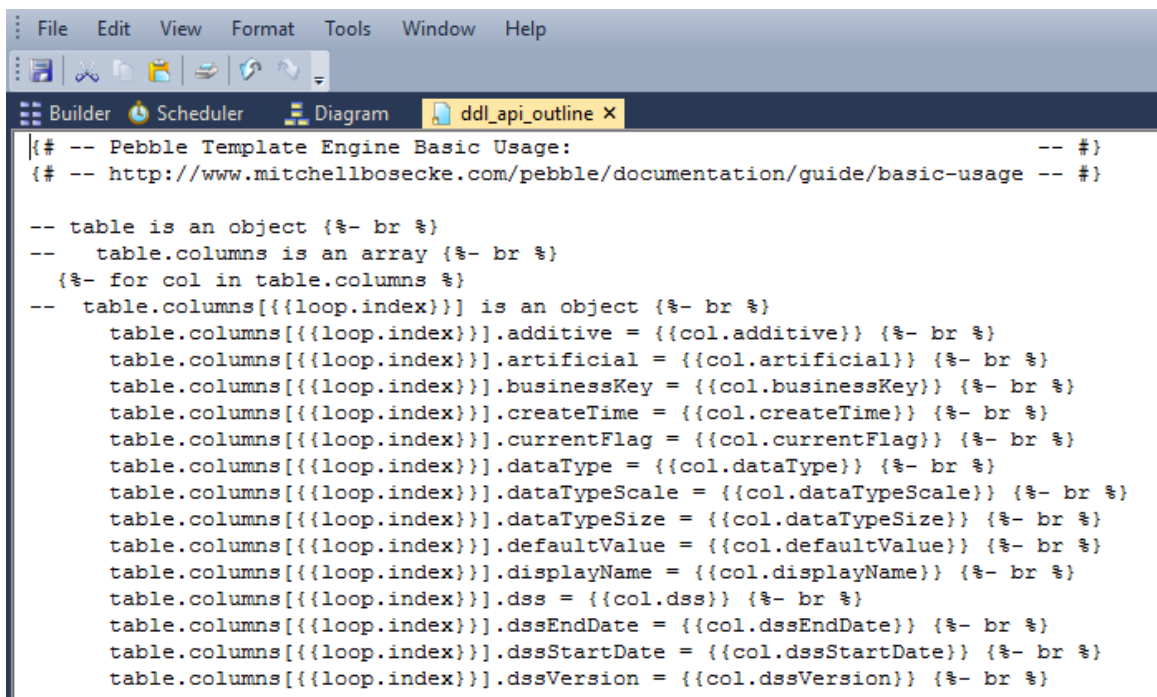 File Edit View Format Tools Window Help
Builder Scheduler Diagram ddl_api_outline ×
{# -- Pebble Template Engine Basic Usage: -- #}
{# -- http://www.mitchellbosecke.com/pebble/documentation/guide/basic-usage -- #}
-- table is an object {%- br %}
-- table.columns is an array {%- br %}
{%- for col in table.columns %}
-- table.columns[{{loop.index}}] is an object {%- br %}
table.columns[{{loop.index}}].additive = {{col.additive}} {%- br %}
table.columns[{{loop.index}}].artificial = {{col.artificial}} {%- br %}
table.columns[{{loop.index}}].businessKey = {{col.businessKey}} {%- br %}
table.columns[{{loop.index}}].createTime = {{col.createTime}} {%- br %}
table.columns[{{loop.index}}].currentFlag = {{col.currentFlag}} {%- br %}
table.columns[{{loop.index}}].dataType = {{col.dataType}} {%- br %}
table.columns[{{loop.index}}].dataTypeScale = {{col.dataTypeScale}} {%- br %}
table.columns[{{loop.index}}].dataTypeSize = {{col.dataTypeSize}} {%- br %}
table.columns[{{loop.index}}].defaultValue = {{col.defaultValue}} {%- br %}
table.columns[{{loop.index}}].displayName = {{col.displayName}} {%- br %}
table.columns[{{loop.index}}].dss = {{col.dss}} {%- br %}
table.columns[{{loop.index}}].dssEndDate = {{col.dssEndDate}} {%- br %}
table.columns[{{loop.index}}].dssStartDate = {{col.dssStartDate}} {%- br %}
table.columns[{{loop.index}}].dssVersion = {{col.dssVersion}} {%- br %}